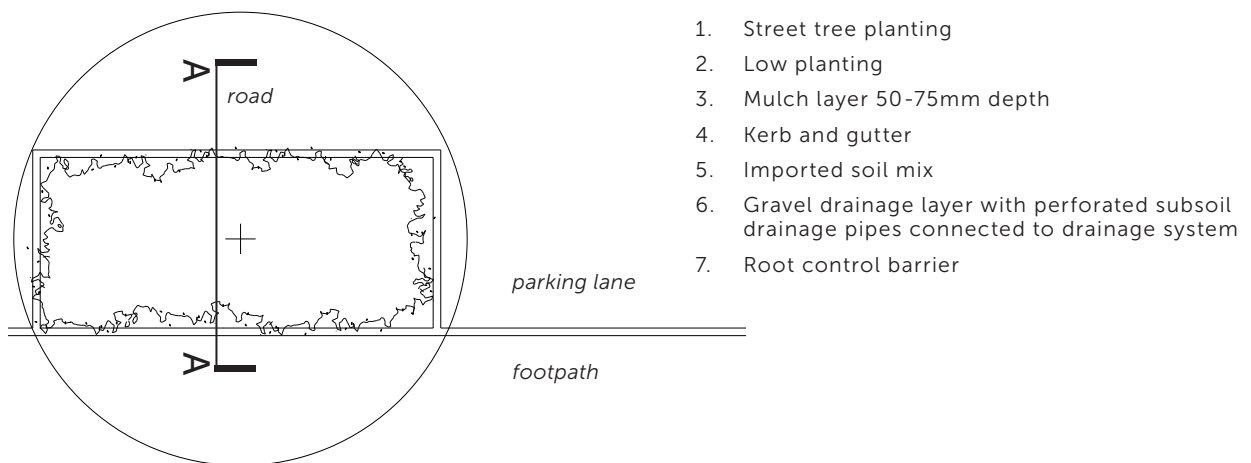 A
road
parking lane
A
footpath
1. Street tree planting
2. Low planting
3. Mulch layer 50-75mm depth
4. Kerb and gutter
5. Imported soil mix
6. Gravel drainage layer with perforated subsoil
drainage pipes connected to drainage system
7. Root control barrier